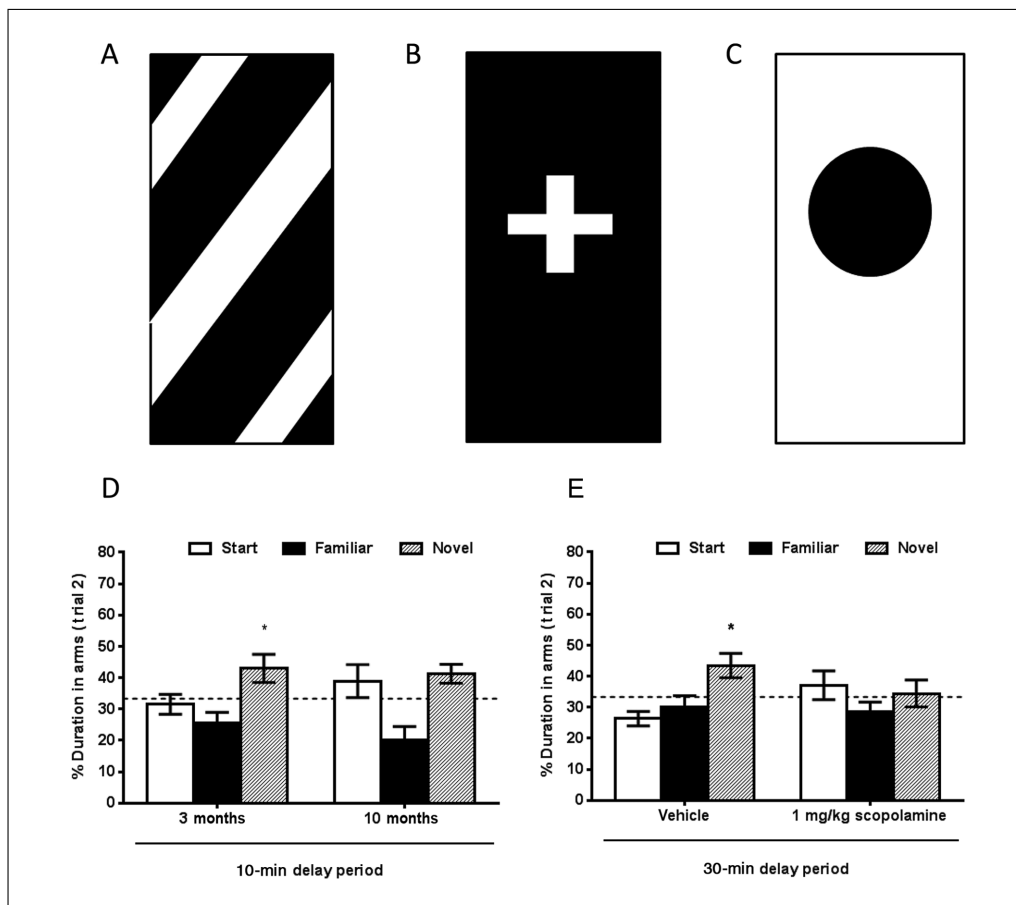 A
B
C
D
Start Familiar Novel
% Duration in arms (trial 2)
80
70
60
50
40
30
20
10
0
*
3 months 10 months
10-min delay period
E
Start Familiar Novel
% Duration in arms (trial 2)
80
70
60
50
40
30
20
10
0
*
Vehicle 1 mg/kg scopolamine
30-min delay period